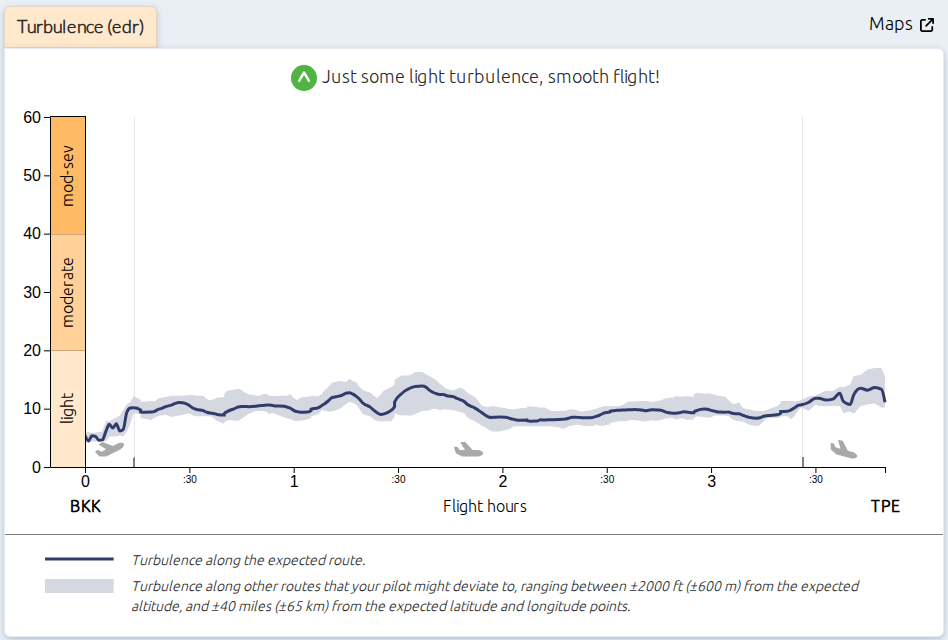 Turbulence (edr)
Maps
Just some light turbulence, smooth flight!
60
50
40
30
20
10
0
mod-sev
moderate
light
0 :30 1 :30 2 :30 3 :30
BKK Flight hours TPE
Turbulence along the expected route.
Turbulence along other routes that your pilot might deviate to, ranging between ±2000 ft (±600 m) from the expected
altitude, and ±40 miles (±65 km) from the expected latitude and longitude points.